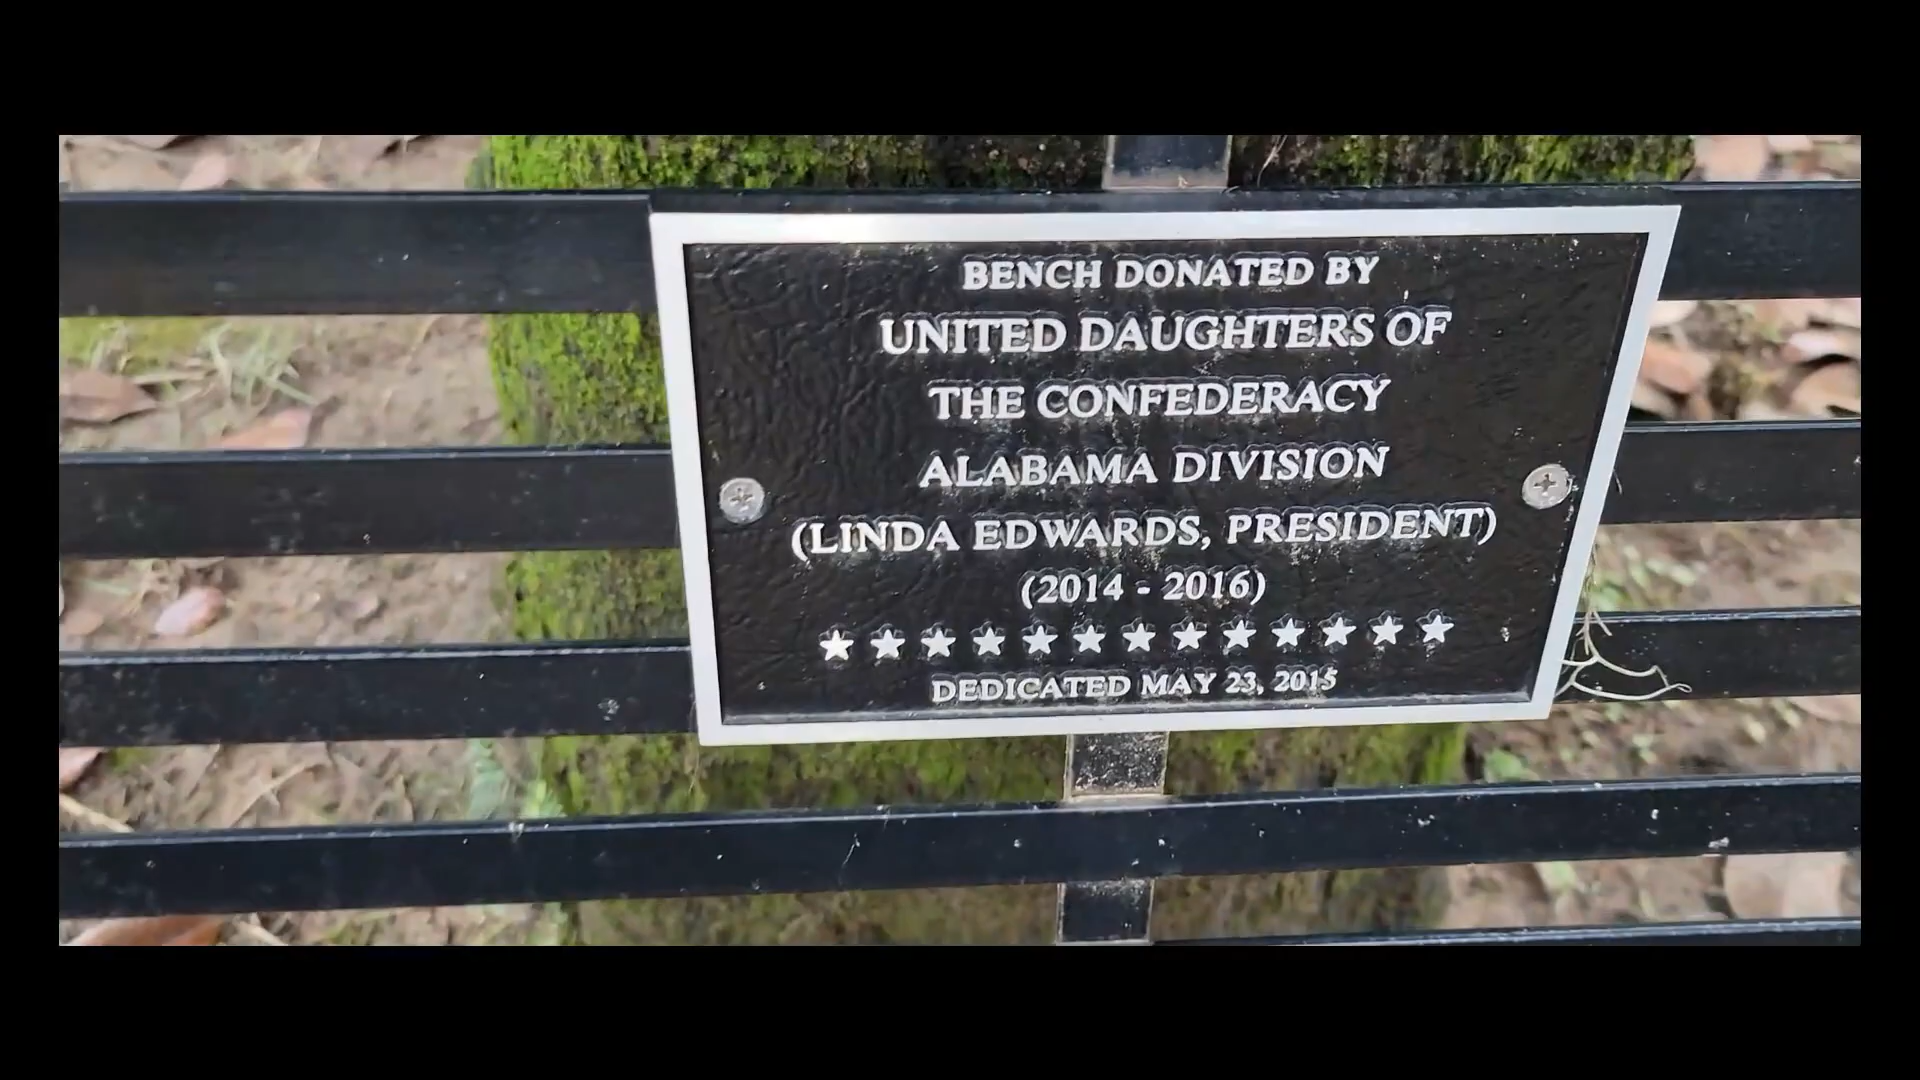 BENCH DONATED BY
UNITED DAUGHTERS OF
THE CONFEDERACY
ALABAMA DIVISION
(LINDA EDWARDS, PRESIDENT)
(2014 - 2016)
★ ★ ★ ★ ★ ★ ★ ★ ★ ★ ★ ★ ★
DEDICATED MAY 23, 2015